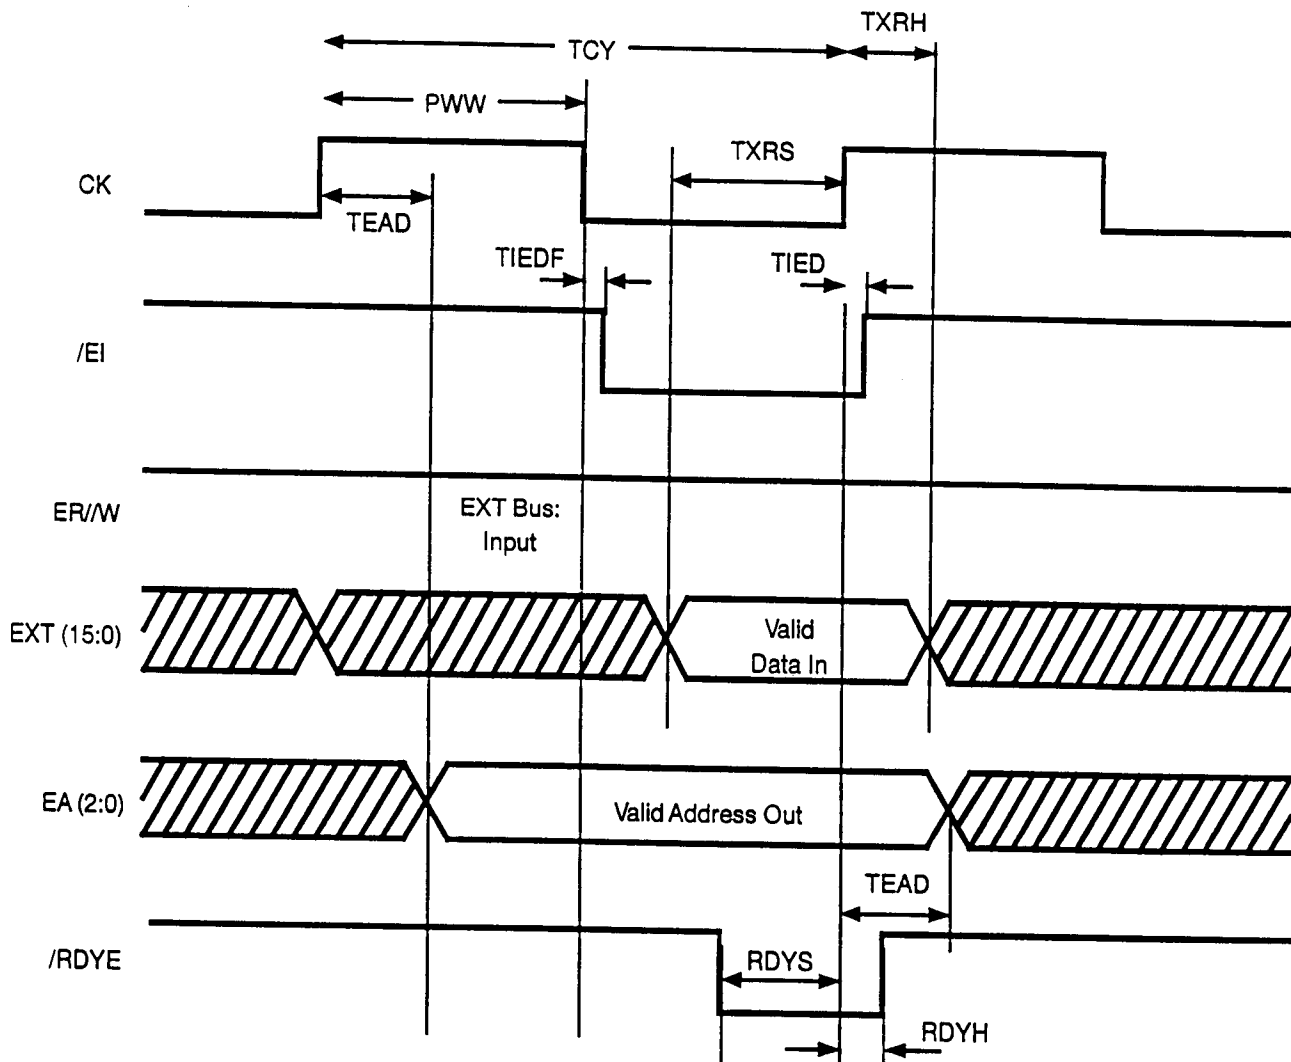 TXRH
TCY
PWW
TXRS
CK
TEAD
TIEDF
TIED
/EI
ER//W
EXT Bus:
Input
EXT (15:0)
Valid
Data In
EA (2:0)
Valid Address Out
TEAD
/RDYE
RDYS
RDYH